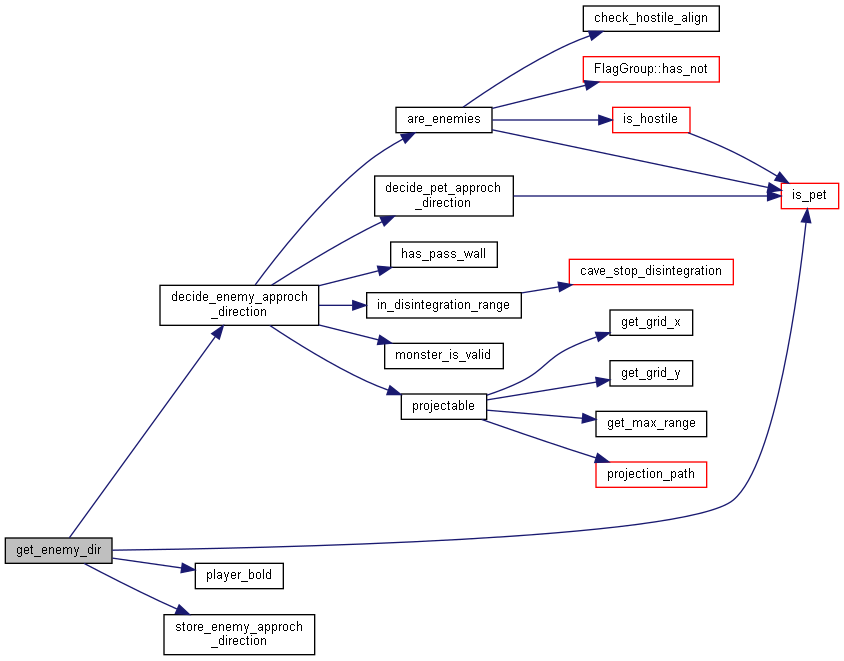 check_hostile_align
FlagGroup::has_not
are_enemies
is_hostile
decide_pet_approch
_direction
is_pet
has_pass_wall
cave_stop_disintegration
decide_enemy_approch
_direction
in_disintegration_range
get_grid_x
monster_is_valid
get_grid_y
projectable
get_max_range
projection_path
get_enemy_dir
player_bold
store_enemy_approch
_direction